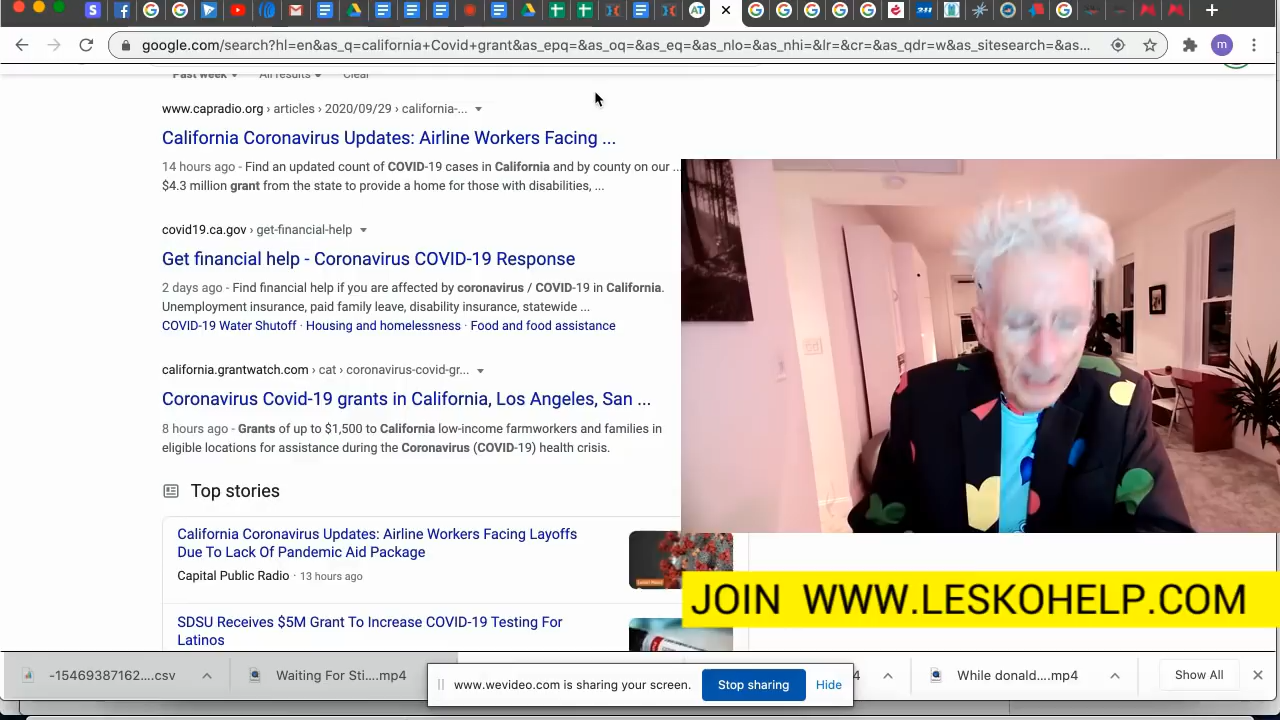 google.com/search?hl=en&as_q=california+Covid+grant&as_epq=&as_oq=&as_eq=&as_nlo=&as_nhi=&lr=&cr=&as_qdr=w&as_sitesearch=&as...
Past week All results Clear
www.capradio.org › articles › 2020/09/29 › california-...
California Coronavirus Updates: Airline Workers Facing ...
14 hours ago - Find an updated count of COVID-19 cases in California and by county on our ...
$4.3 million grant from the state to provide a home for those with disabilities, ...
covid19.ca.gov › get-financial-help
Get financial help - Coronavirus COVID-19 Response
2 days ago - Find financial help if you are affected by coronavirus / COVID-19 in California.
Unemployment insurance, paid family leave, disability insurance, statewide ...
COVID-19 Water Shutoff · Housing and homelessness · Food and food assistance
california.grantwatch.com › cat › coronavirus-covid-gr...
Coronavirus Covid-19 grants in California, Los Angeles, San ...
8 hours ago - Grants of up to $1,500 to California low-income farmworkers and families in
eligible locations for assistance during the Coronavirus (COVID-19) health crisis.
Top stories
California Coronavirus Updates: Airline Workers Facing Layoffs
Due To Lack Of Pandemic Aid Package
Capital Public Radio · 13 hours ago
SDSU Receives $5M Grant To Increase COVID-19 Testing For
Latinos
JOIN WWW.LESKOHELP.COM
-15469387162....csv
Waiting For Sti....mp4
www.wevideo.com is sharing your screen.
Stop sharing
Hide
4
While donald....mp4
Show All